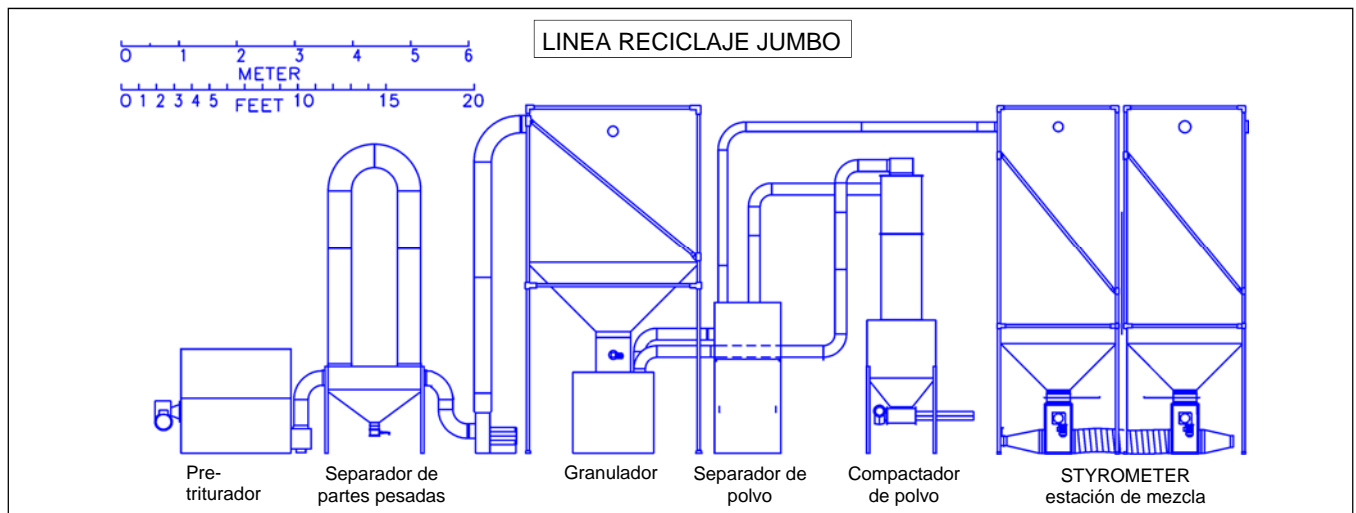 LINEA RECICLAJE JUMBO
0 1 2 3 4 5 6
METER
0 1 2 3 4 5 10 15 20
FEET
Pre-
triturador
Separador de
partes pesadas
Granulador
Separador de
polvo
Compactador
de polvo
STYROMETER
estación de mezcla